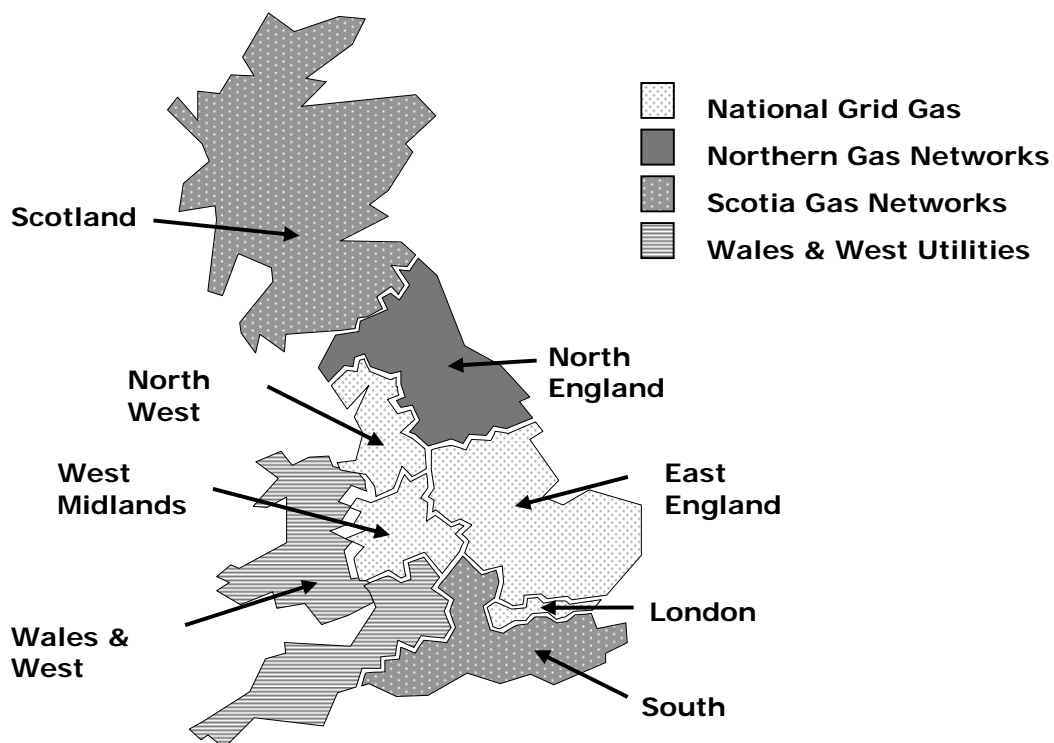 National Grid Gas
Northern Gas Networks
Scotia Gas Networks
Wales & West Utilities
Scotland
North
West
North
England
West
Midlands
East
England
Wales &
West
London
South